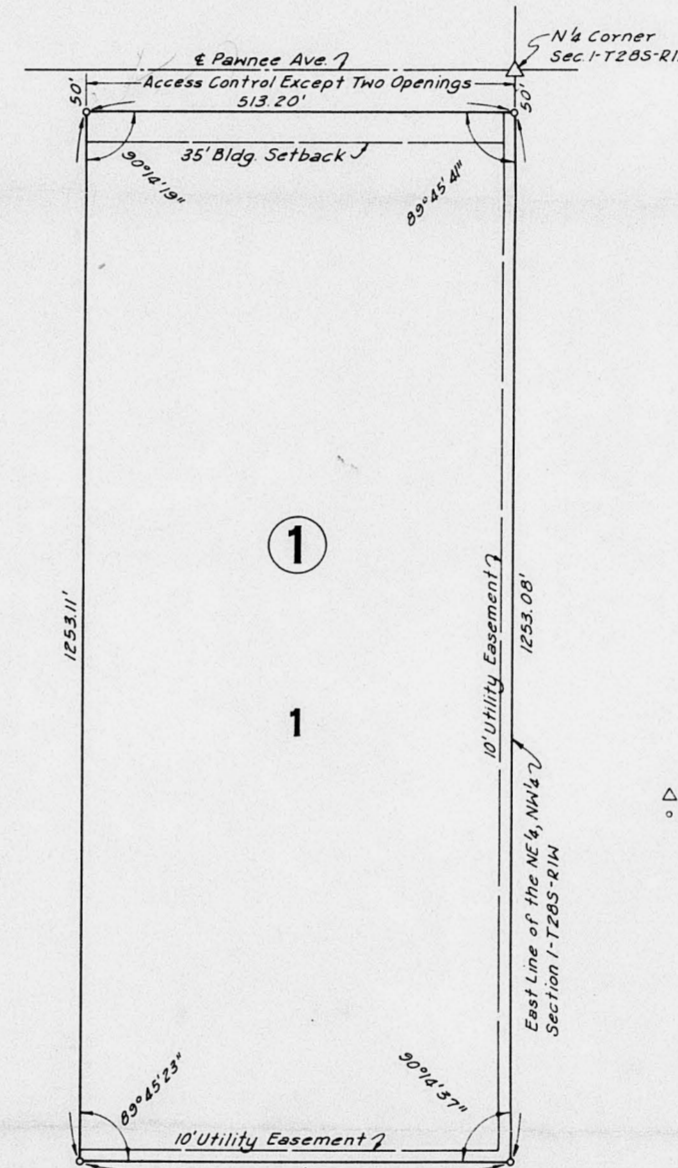 N¼ Corner
Sec. 1-T28S-R1
℄ Pawnee Ave.
Access Control Except Two Openings
50'
50'
513.20'
35' Bldg. Setback
90°14'19"
89°45'41"
1
1253.11'
10' Utility Easement
1253.08'
1
East Line of the NE¼, NW¼
Section 1-T28S-R1W
89°45'23"
90°14'37"
10' Utility Easement